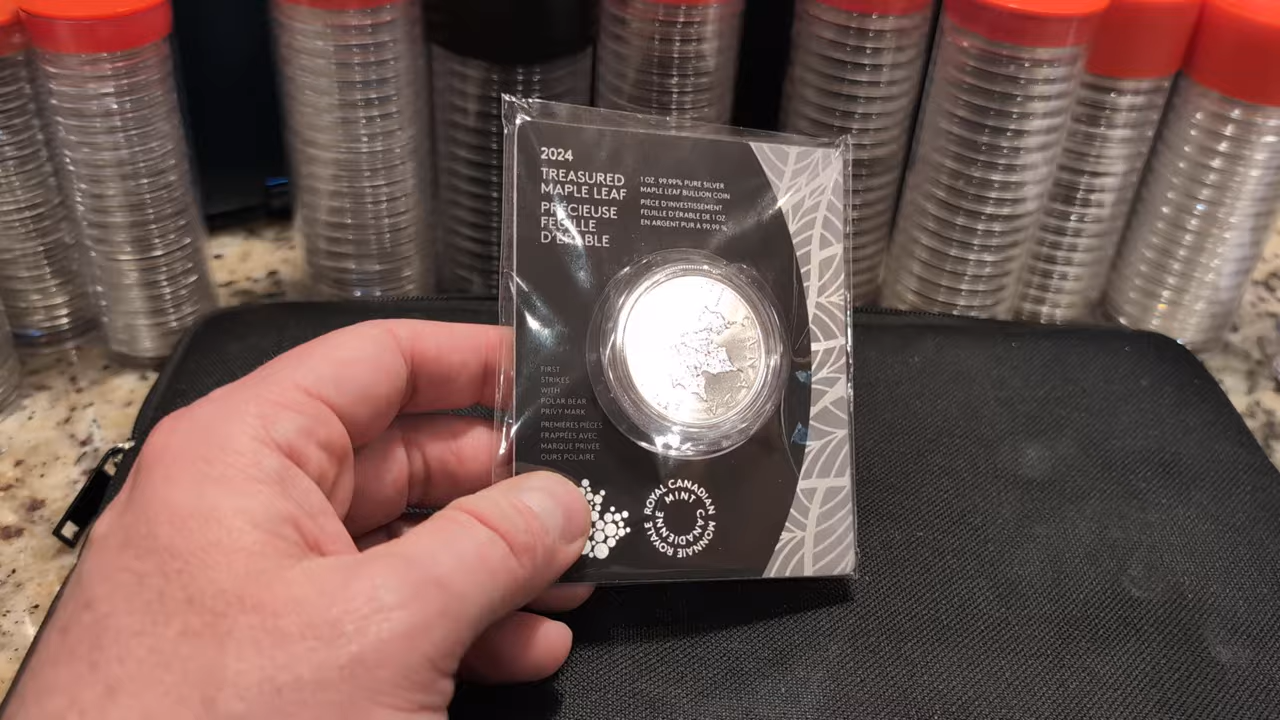 2024
TREASURED
MAPLE LEAF
PRÉCIEUSE
FEUILLE
D'ÉRABLE
1 OZ. 99.99% PURE SILVER
MAPLE LEAF BULLION COIN
PIÈCE D'INVESTISSEMENT
FEUILLE D'ÉRABLE DE 1 OZ
EN ARGENT PUR À 99,99 %
CANADA
FIRST
STRIKES
WITH
POLAR BEAR
PRIVY MARK
PREMIÈRES PIÈCES
FRAPPÉES AVEC
MARQUE PRIVÉE
OURS POLAIRE
ROYAL CANADIAN MINT
MONNAIE ROYALE CANADIENNE